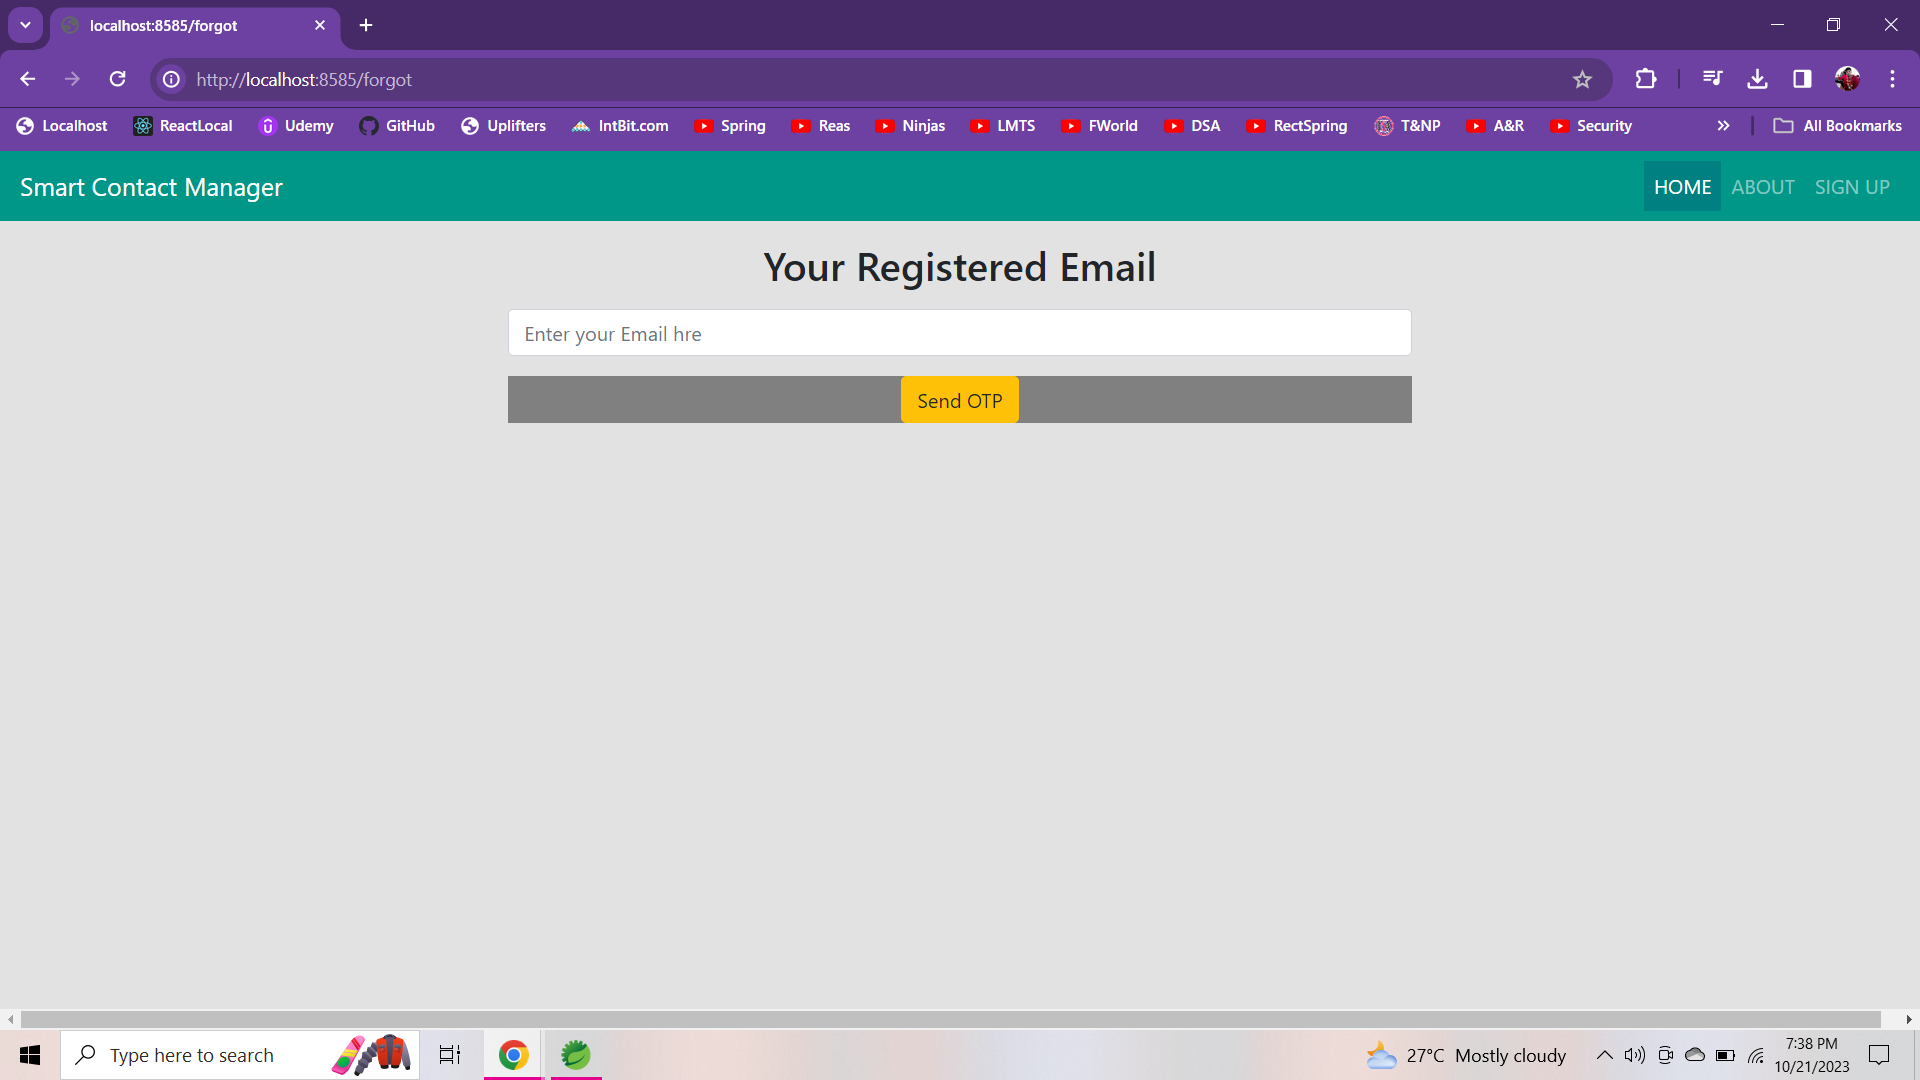 localhost:8585/forgot
http://localhost:8585/forgot
Localhost ReactLocal Udemy GitHub Uplifters IntBit.com Spring Reas Ninjas LMTS FWorld DSA RectSpring T&NP A&R Security All Bookmarks
Smart Contact Manager HOME ABOUT SIGN UP
Your Registered Email
Enter your Email hre
Send OTP
Type here to search
27°C Mostly cloudy
7:38 PM
10/21/2023